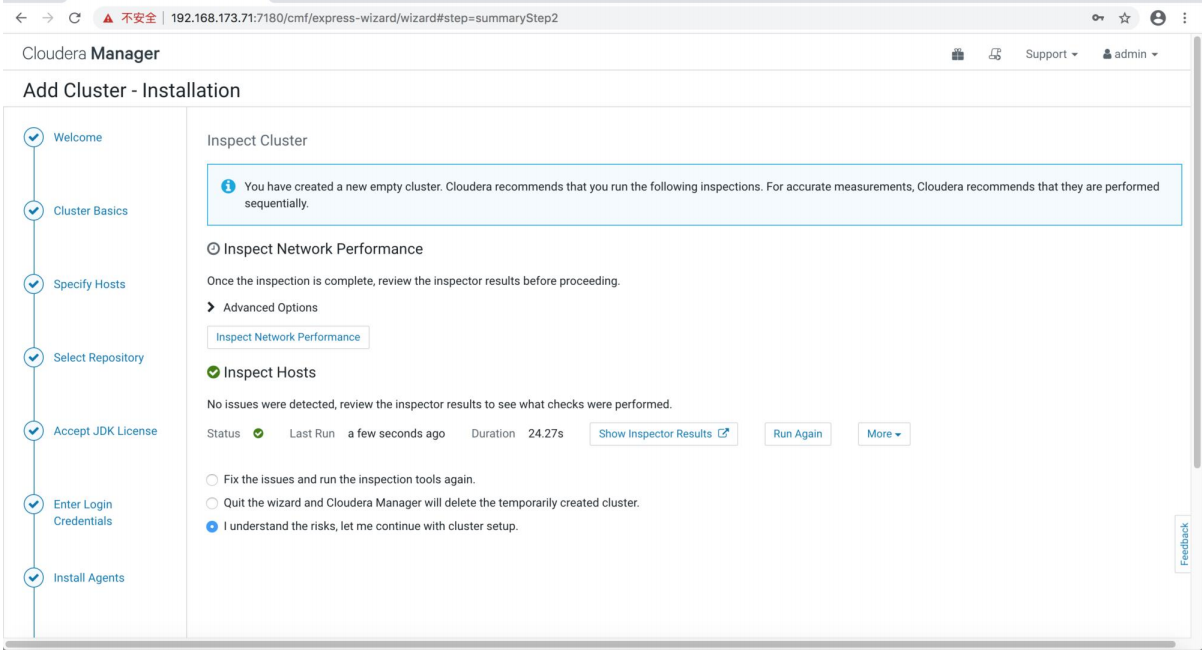 不安全 | 192.168.173.71:7180/cmf/express-wizard/wizard#step=summaryStep2
Cloudera Manager
Support
admin
Add Cluster - Installation
Welcome
Cluster Basics
Specify Hosts
Select Repository
Accept JDK License
Enter Login
Credentials
Install Agents
Inspect Cluster
You have created a new empty cluster. Cloudera recommends that you run the following inspections. For accurate measurements, Cloudera recommends that they are performed
sequentially.
Inspect Network Performance
Once the inspection is complete, review the inspector results before proceeding.
Advanced Options
Inspect Network Performance
Inspect Hosts
No issues were detected, review the inspector results to see what checks were performed.
Status Last Run a few seconds ago Duration 24.27s Show Inspector Results Run Again More
Fix the issues and run the inspection tools again.
Quit the wizard and Cloudera Manager will delete the temporarily created cluster.
I understand the risks, let me continue with cluster setup.
Feedback